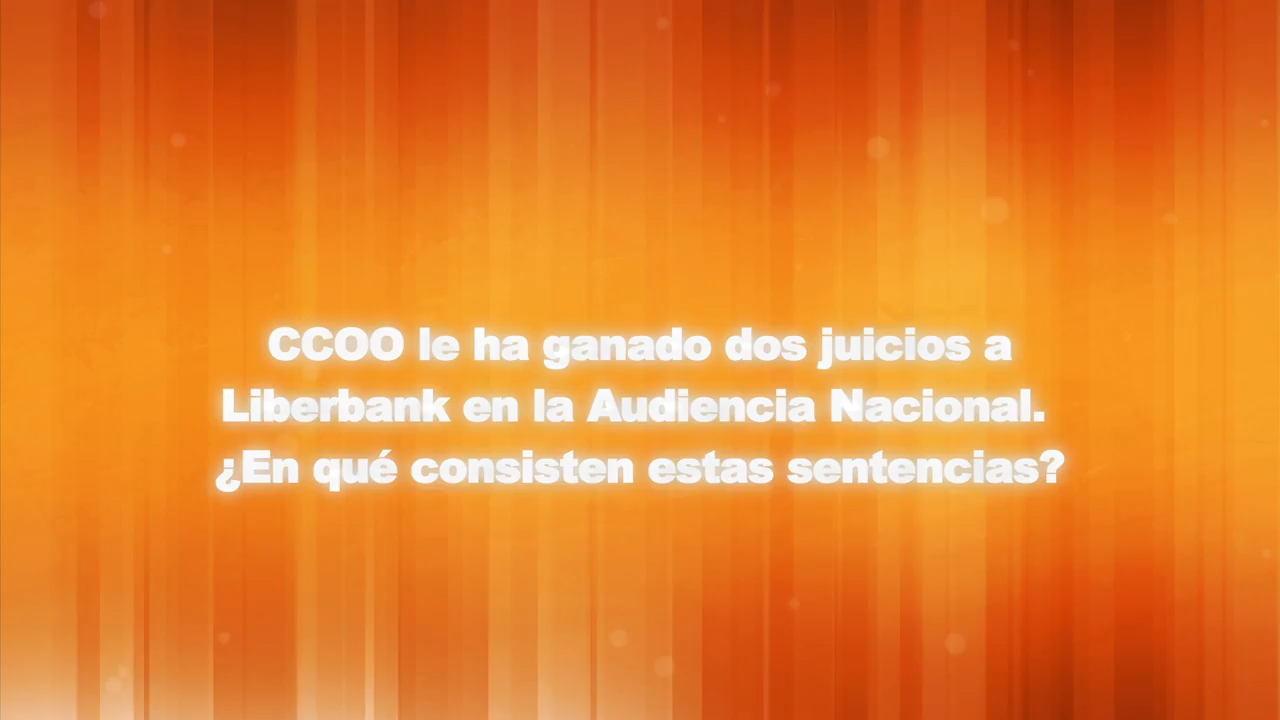 CCOO le ha ganado dos juicios a
Liberbank en la Audiencia Nacional.
¿En qué consisten estas sentencias?